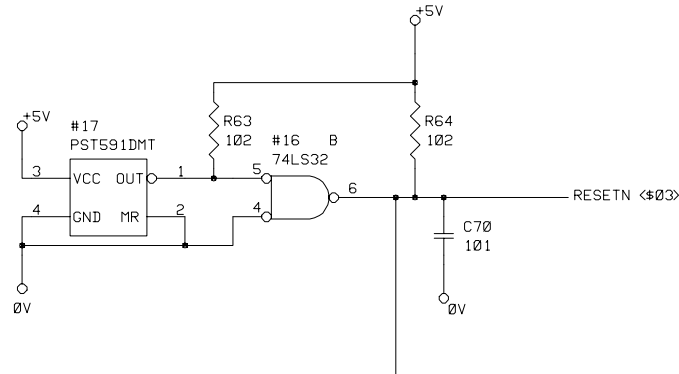 +5V
+5V
#17
PST591DMT
R63
102
R64
102
#16 B
74LS32
3
VCC OUT
1
5
6
RESETN <$03>
4
GND MR
2
4
C70
101
0V
0V